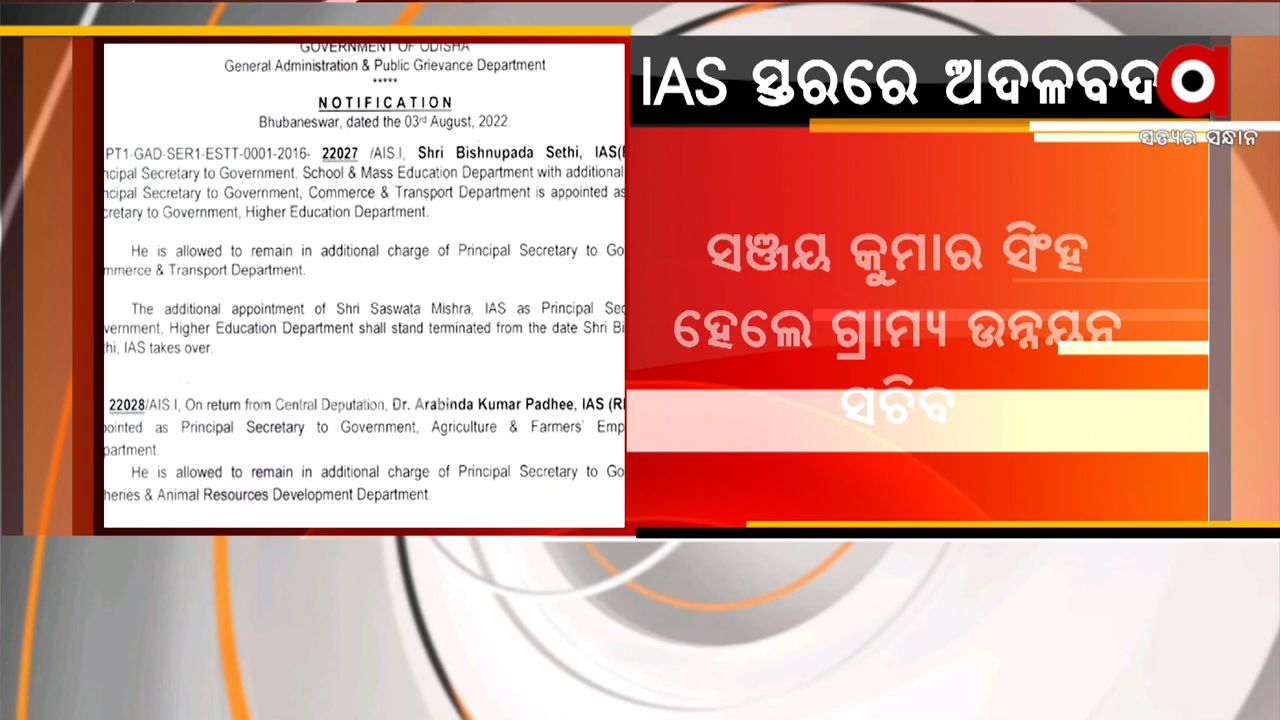 GOVERNMENT OF ODISHA
General Administration & Public Grievance Department
*****
NOTIFICATION
Bhubaneswar, dated the 03rd August, 2022.
PT1-GAD-SER1-ESTT-0001-2016- 22027 /AIS.I, Shri Bishnupada Sethi, IAS(
ncipal Secretary to Government, School & Mass Education Department with additional
ncipal Secretary to Government, Commerce & Transport Department is appointed as
cretary to Government, Higher Education Department.
He is allowed to remain in additional charge of Principal Secretary to Go
mmerce & Transport Department.
The additional appointment of Shri Saswata Mishra, IAS as Principal Sec
vernment, Higher Education Department shall stand terminated from the date Shri Bi
thi, IAS takes over.
22028/AIS.I, On return from Central Deputation, Dr. Arabinda Kumar Padhee, IAS (R
pointed as Principal Secretary to Government, Agriculture & Farmers' Emp
partment.
He is allowed to remain in additional charge of Principal Secretary to Go
heries & Animal Resources Development Department.
IAS ସ୍ତରରେ ଅଦଳବଦ
a
ସତ୍ୟର ସନ୍ଧାନ
ସଞ୍ଜୟ କୁମାର ସିଂହ
ହେଲେ ଗ୍ରାମ୍ୟ ଉନ୍ନୟନ
ସଚିବ